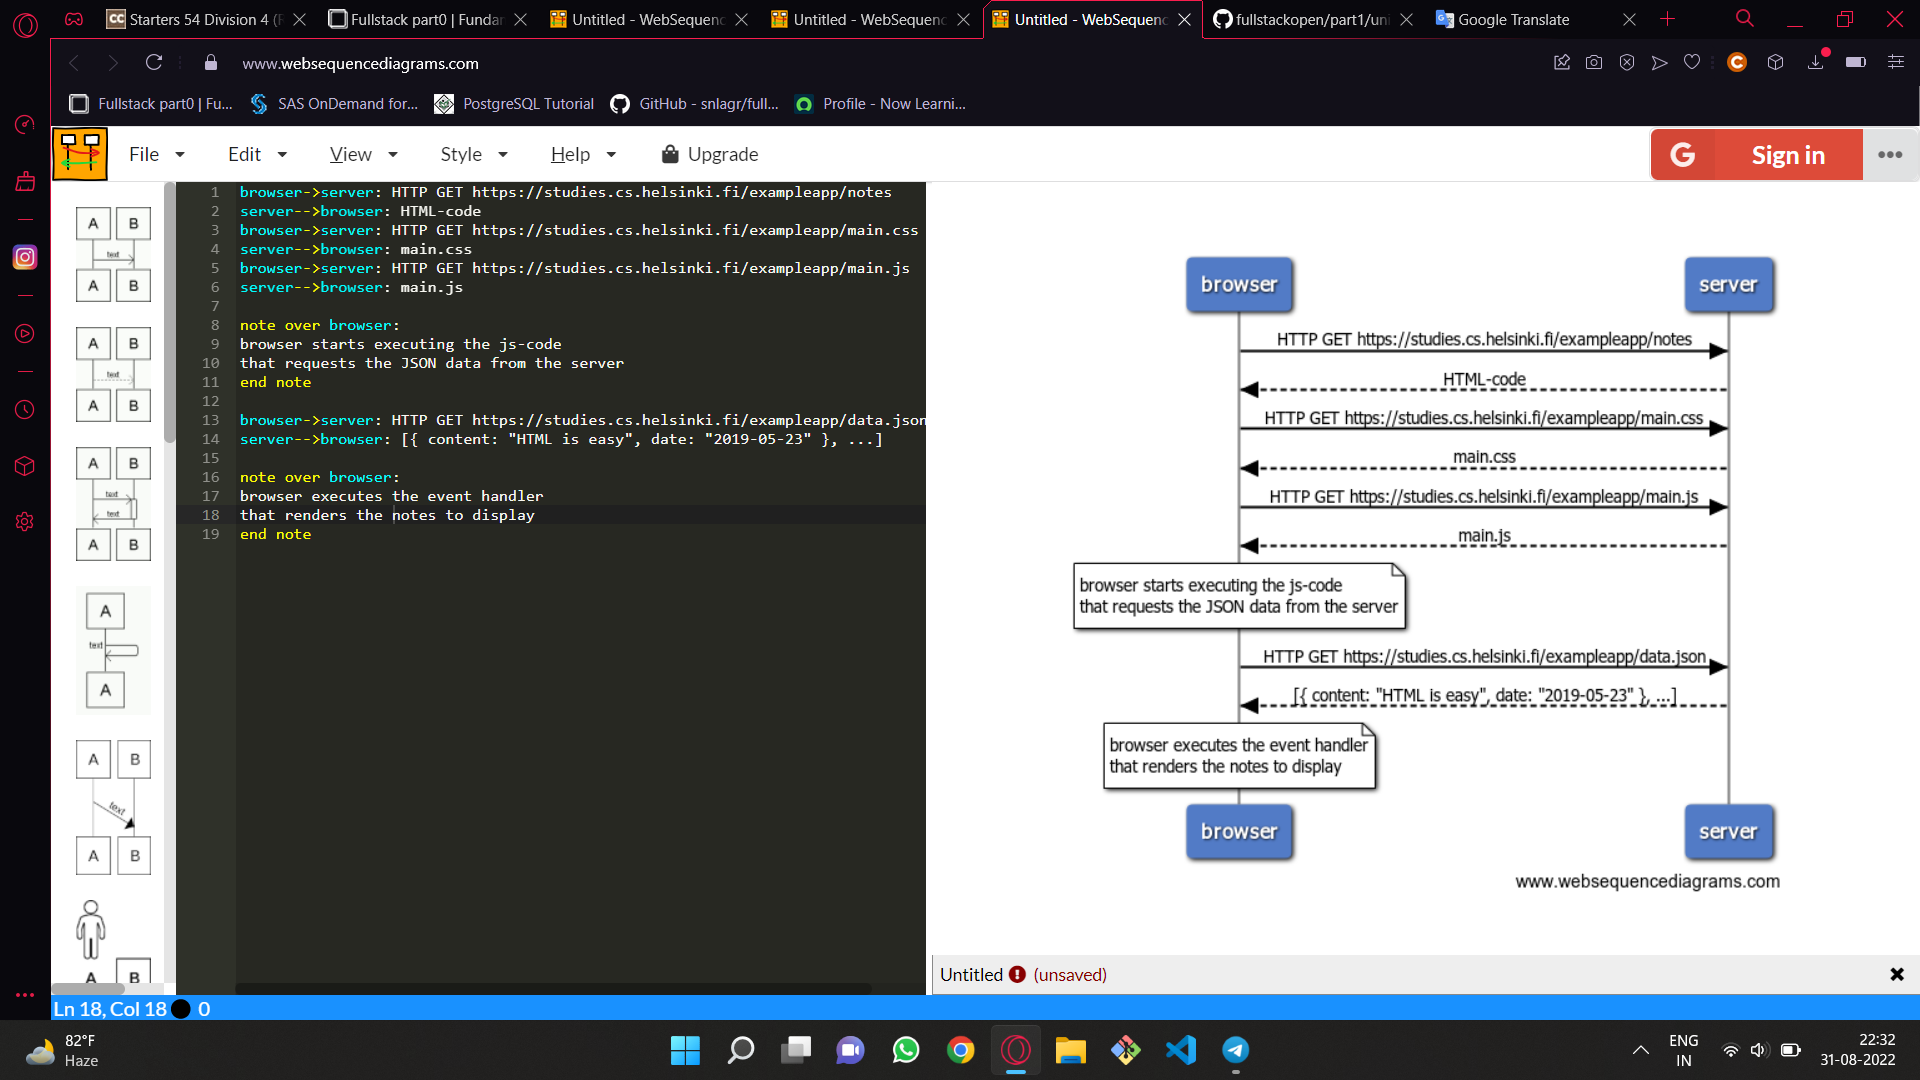 Starters 54 Division 4 (R
Fullstack part0 | Fundar
Untitled - WebSequenc
Untitled - WebSequenc
Untitled - WebSequenc
fullstackopen/part1/uni
Google Translate
www.websequencediagrams.com
Fullstack part0 | Fu...
SAS OnDemand for...
PostgreSQL Tutorial
GitHub - snlagr/full...
Profile - Now Learni...
File
Edit
View
Style
Help
Upgrade
G Sign in
1 browser->server: HTTP GET https://studies.cs.helsinki.fi/exampleapp/notes
2 server-->browser: HTML-code
3 browser->server: HTTP GET https://studies.cs.helsinki.fi/exampleapp/main.css
4 server-->browser: main.css
5 browser->server: HTTP GET https://studies.cs.helsinki.fi/exampleapp/main.js
6 server-->browser: main.js
7
8 note over browser:
9 browser starts executing the js-code
10 that requests the JSON data from the server
11 end note
12
13 browser->server: HTTP GET https://studies.cs.helsinki.fi/exampleapp/data.json
14 server-->browser: [{ content: "HTML is easy", date: "2019-05-23" }, ...]
15
16 note over browser:
17 browser executes the event handler
18 that renders the notes to display
19 end note
A B
text
A B
A B
text
A B
A B
text
text
A B
A
text
A
A B
text
A B
A B
browser server
HTTP GET https://studies.cs.helsinki.fi/exampleapp/notes
HTML-code
HTTP GET https://studies.cs.helsinki.fi/exampleapp/main.css
main.css
HTTP GET https://studies.cs.helsinki.fi/exampleapp/main.js
main.js
browser starts executing the js-code
that requests the JSON data from the server
HTTP GET https://studies.cs.helsinki.fi/exampleapp/data.json
[{ content: "HTML is easy", date: "2019-05-23" }, ...]
browser executes the event handler
that renders the notes to display
browser server
www.websequencediagrams.com
Untitled (unsaved)
Ln 18, Col 18 0
82°F
Haze
ENG
IN
22:32
31-08-2022